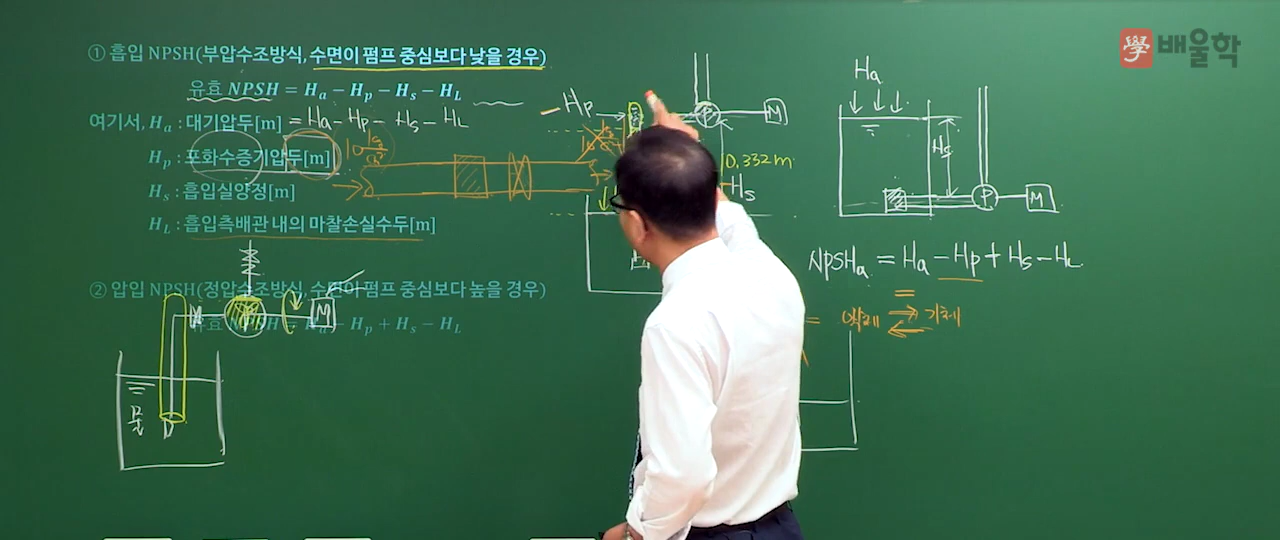 學 배울학
① 흡입 NPSH(부압수조방식, 수면이 펌프 중심보다 낮을 경우)
유효 NPSH = Ha − Hp − Hs − HL
여기서, Ha : 대기압두[m] = Ha − Hp − Hs − HL
Hp : 포화수증기압두[m]
Hs : 흡입실양정[m]
HL : 흡입측배관 내의 마찰손실수두[m]
② 압입 NPSH(정압수조방식, 수면이 펌프 중심보다 높을 경우)
유효 NPSH = Ha − Hp + Hs − HL
M
물
10 kg/cm²
Hp
P
M
10.332m
Hs
Ha
Hs
P
M
NPSHa = Ha − Hp + Hs − HL
= 액체 ⇄ 기체